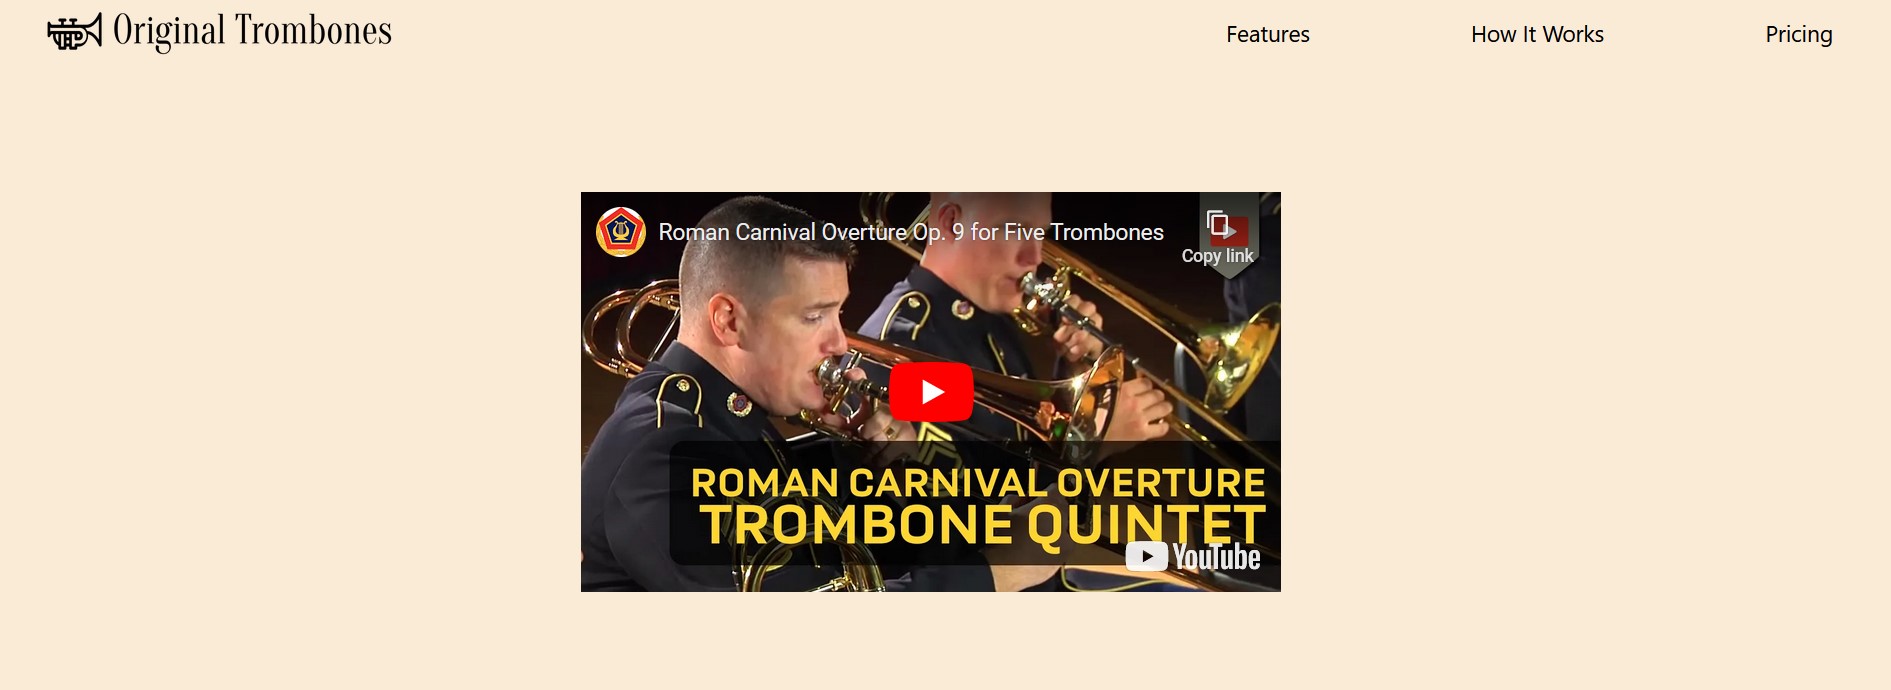 Original Trombones
Features
How It Works
Pricing
Roman Carnival Overture Op. 9 for Five Trombones
Copy link
ROMAN CARNIVAL OVERTURE
TROMBONE QUINTET
YouTube